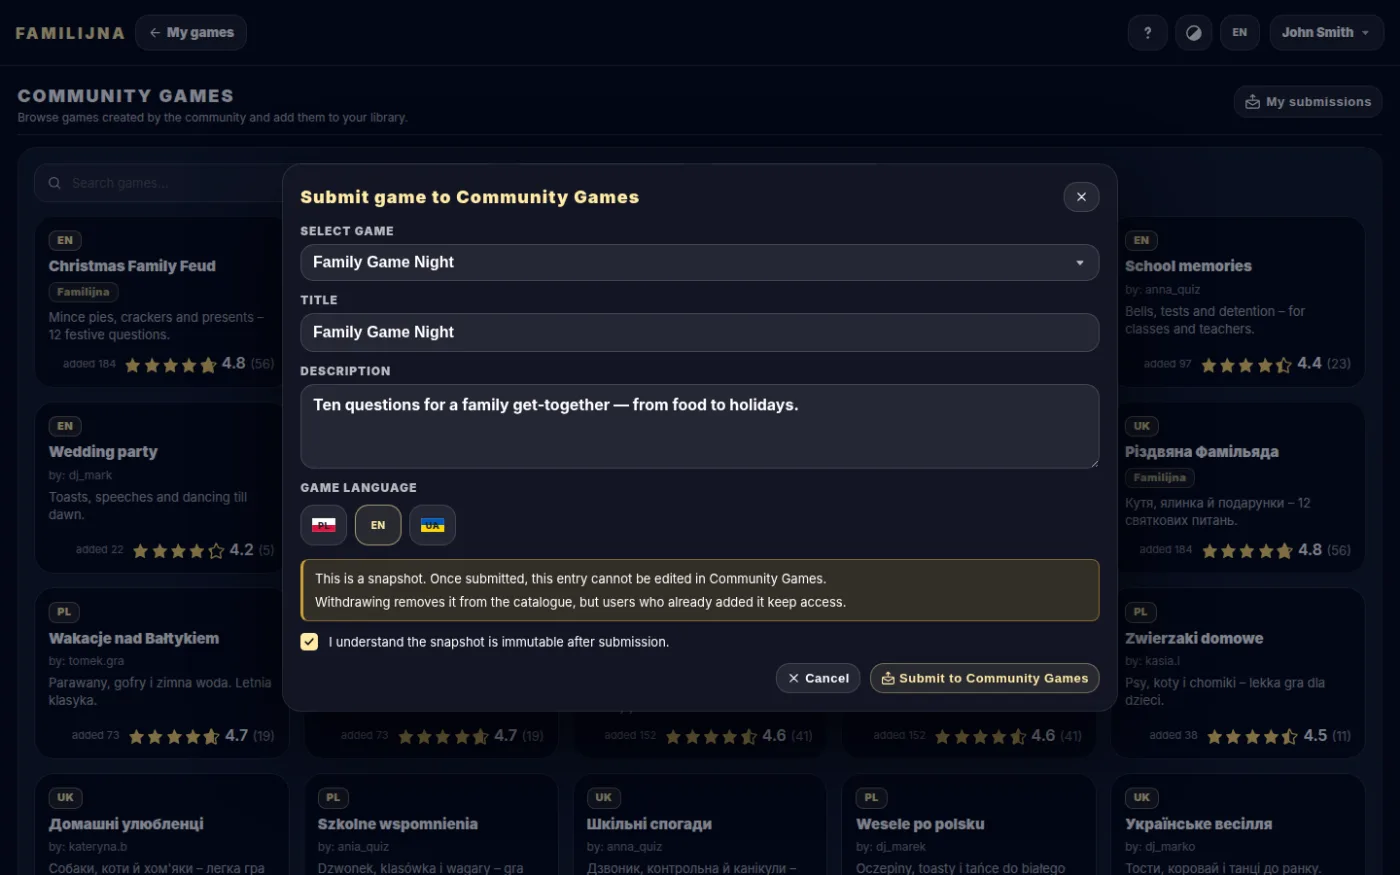 FAMILIJNA
← My games
?
EN
John Smith
COMMUNITY GAMES
Browse games created by the community and add them to your library.
My submissions
Search games...
Submit game to Community Games
SELECT GAME
Family Game Night
TITLE
Family Game Night
DESCRIPTION
Ten questions for a family get-together — from food to holidays.
GAME LANGUAGE
PL
EN
UA
This is a snapshot. Once submitted, this entry cannot be edited in Community Games.
Withdrawing removes it from the catalogue, but users who already added it keep access.
I understand the snapshot is immutable after submission.
Cancel
Submit to Community Games
EN
Christmas Family Feud
Familijna
Mince pies, crackers and presents –
12 festive questions.
added 184 4.8 (56)
EN
School memories
by: anna_quiz
Bells, tests and detention – for
classes and teachers.
added 97 4.4 (23)
EN
Wedding party
by: dj_mark
Toasts, speeches and dancing till
dawn.
added 22 4.2 (5)
UK
Різдвяна Фамільяда
Familijna
Кутя, ялинка й подарунки – 12
святкових питань.
added 184 4.8 (56)
PL
Wakacje nad Bałtykiem
by: tomek.gra
Parawany, gofry i zimna woda. Letnia
klasyka.
added 73 4.7 (19)
added 73 4.7 (19)
added 152 4.6 (41)
added 152 4.6 (41)
PL
Zwierzaki domowe
by: kasia.l
Psy, koty i chomiki – lekka gra dla
dzieci.
added 38 4.5 (11)
UK
Домашні улюбленці
by: kateryna.b
Собаки, коти й хом'яки – легка гра
PL
Szkolne wspomnienia
by: ania_quiz
Dzwonek, klasówka i wagary – gra
UK
Шкільні спогади
by: anna_quiz
Дзвоник, контрольна й канікули –
PL
Wesele po polsku
by: dj_marek
Oczepiny, toasty i tańce do białego
UK
Українське весілля
by: dj_marko
Тости, коровай і танці до ранку.